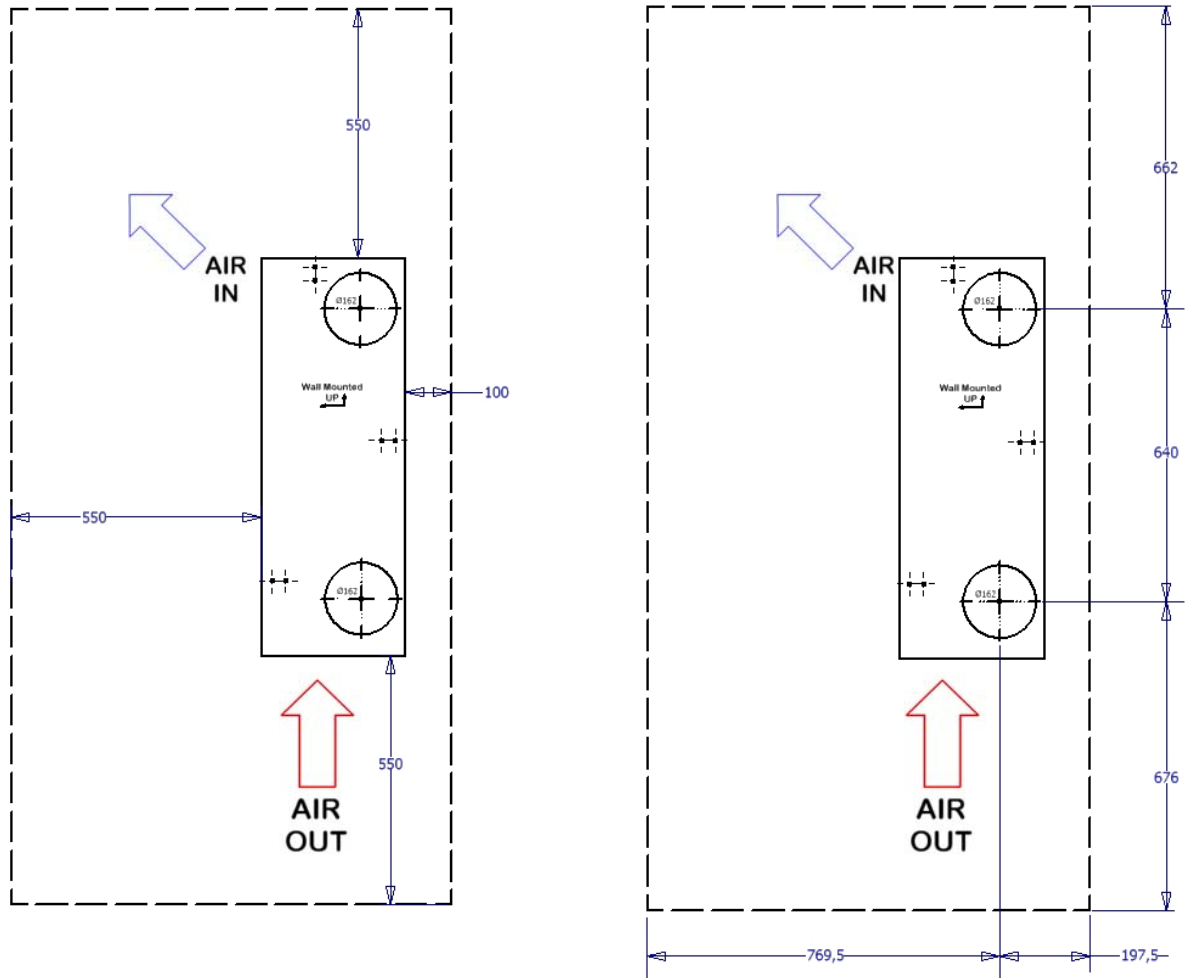 550
AIR
IN
Ø162
Wall Mounted
UP
100
550
Ø162
550
AIR
OUT
662
AIR
IN
Ø162
Wall Mounted
UP
640
Ø162
676
AIR
OUT
769,5
197,5